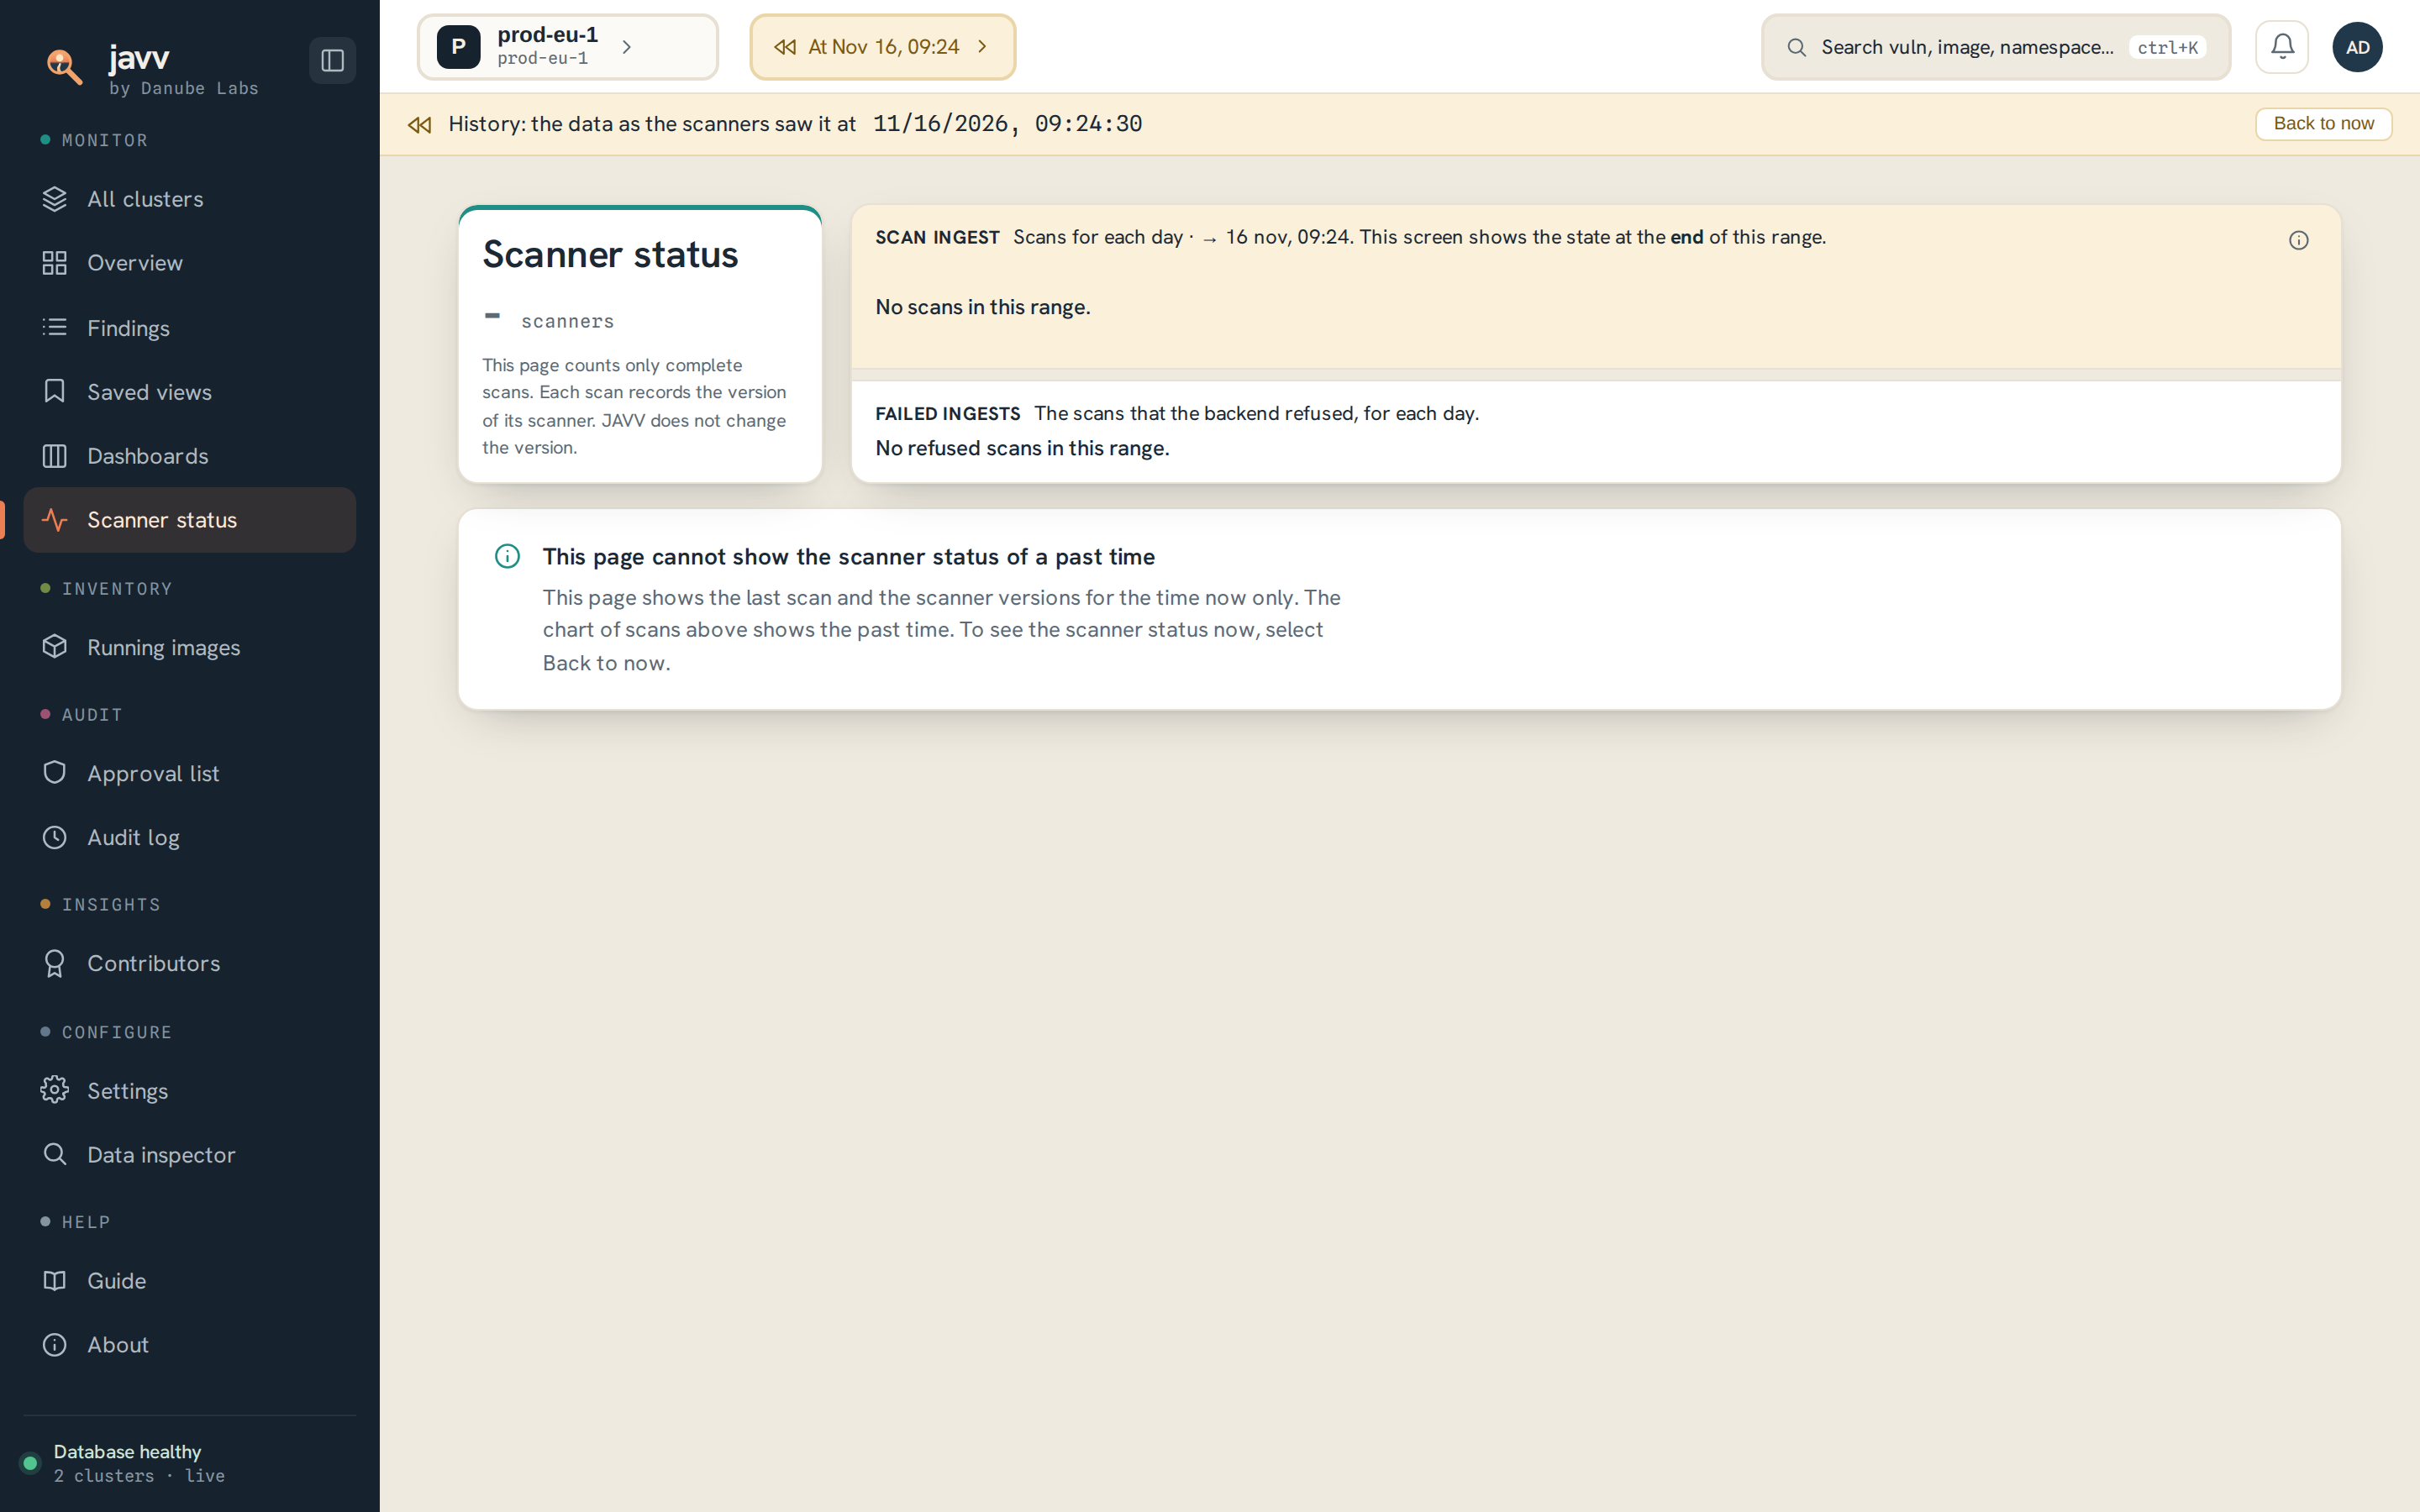 javv
by Danube Labs
MONITOR
All clusters
Overview
Findings
Saved views
Dashboards
Scanner status
INVENTORY
Running images
AUDIT
Approval list
Audit log
INSIGHTS
Contributors
CONFIGURE
Settings
Data inspector
HELP
Guide
About
Database healthy
2 clusters · live
P
prod-eu-1
prod-eu-1
At Nov 16, 09:24
Search vuln, image, namespace... ctrl+K
AD
History: the data as the scanners saw it at 11/16/2026, 09:24:30
Back to now
Scanner status
– scanners
This page counts only complete
scans. Each scan records the version
of its scanner. JAVV does not change
the version.
SCAN INGEST Scans for each day · → 16 nov, 09:24. This screen shows the state at the end of this range.
No scans in this range.
FAILED INGESTS The scans that the backend refused, for each day.
No refused scans in this range.
This page cannot show the scanner status of a past time
This page shows the last scan and the scanner versions for the time now only. The
chart of scans above shows the past time. To see the scanner status now, select
Back to now.